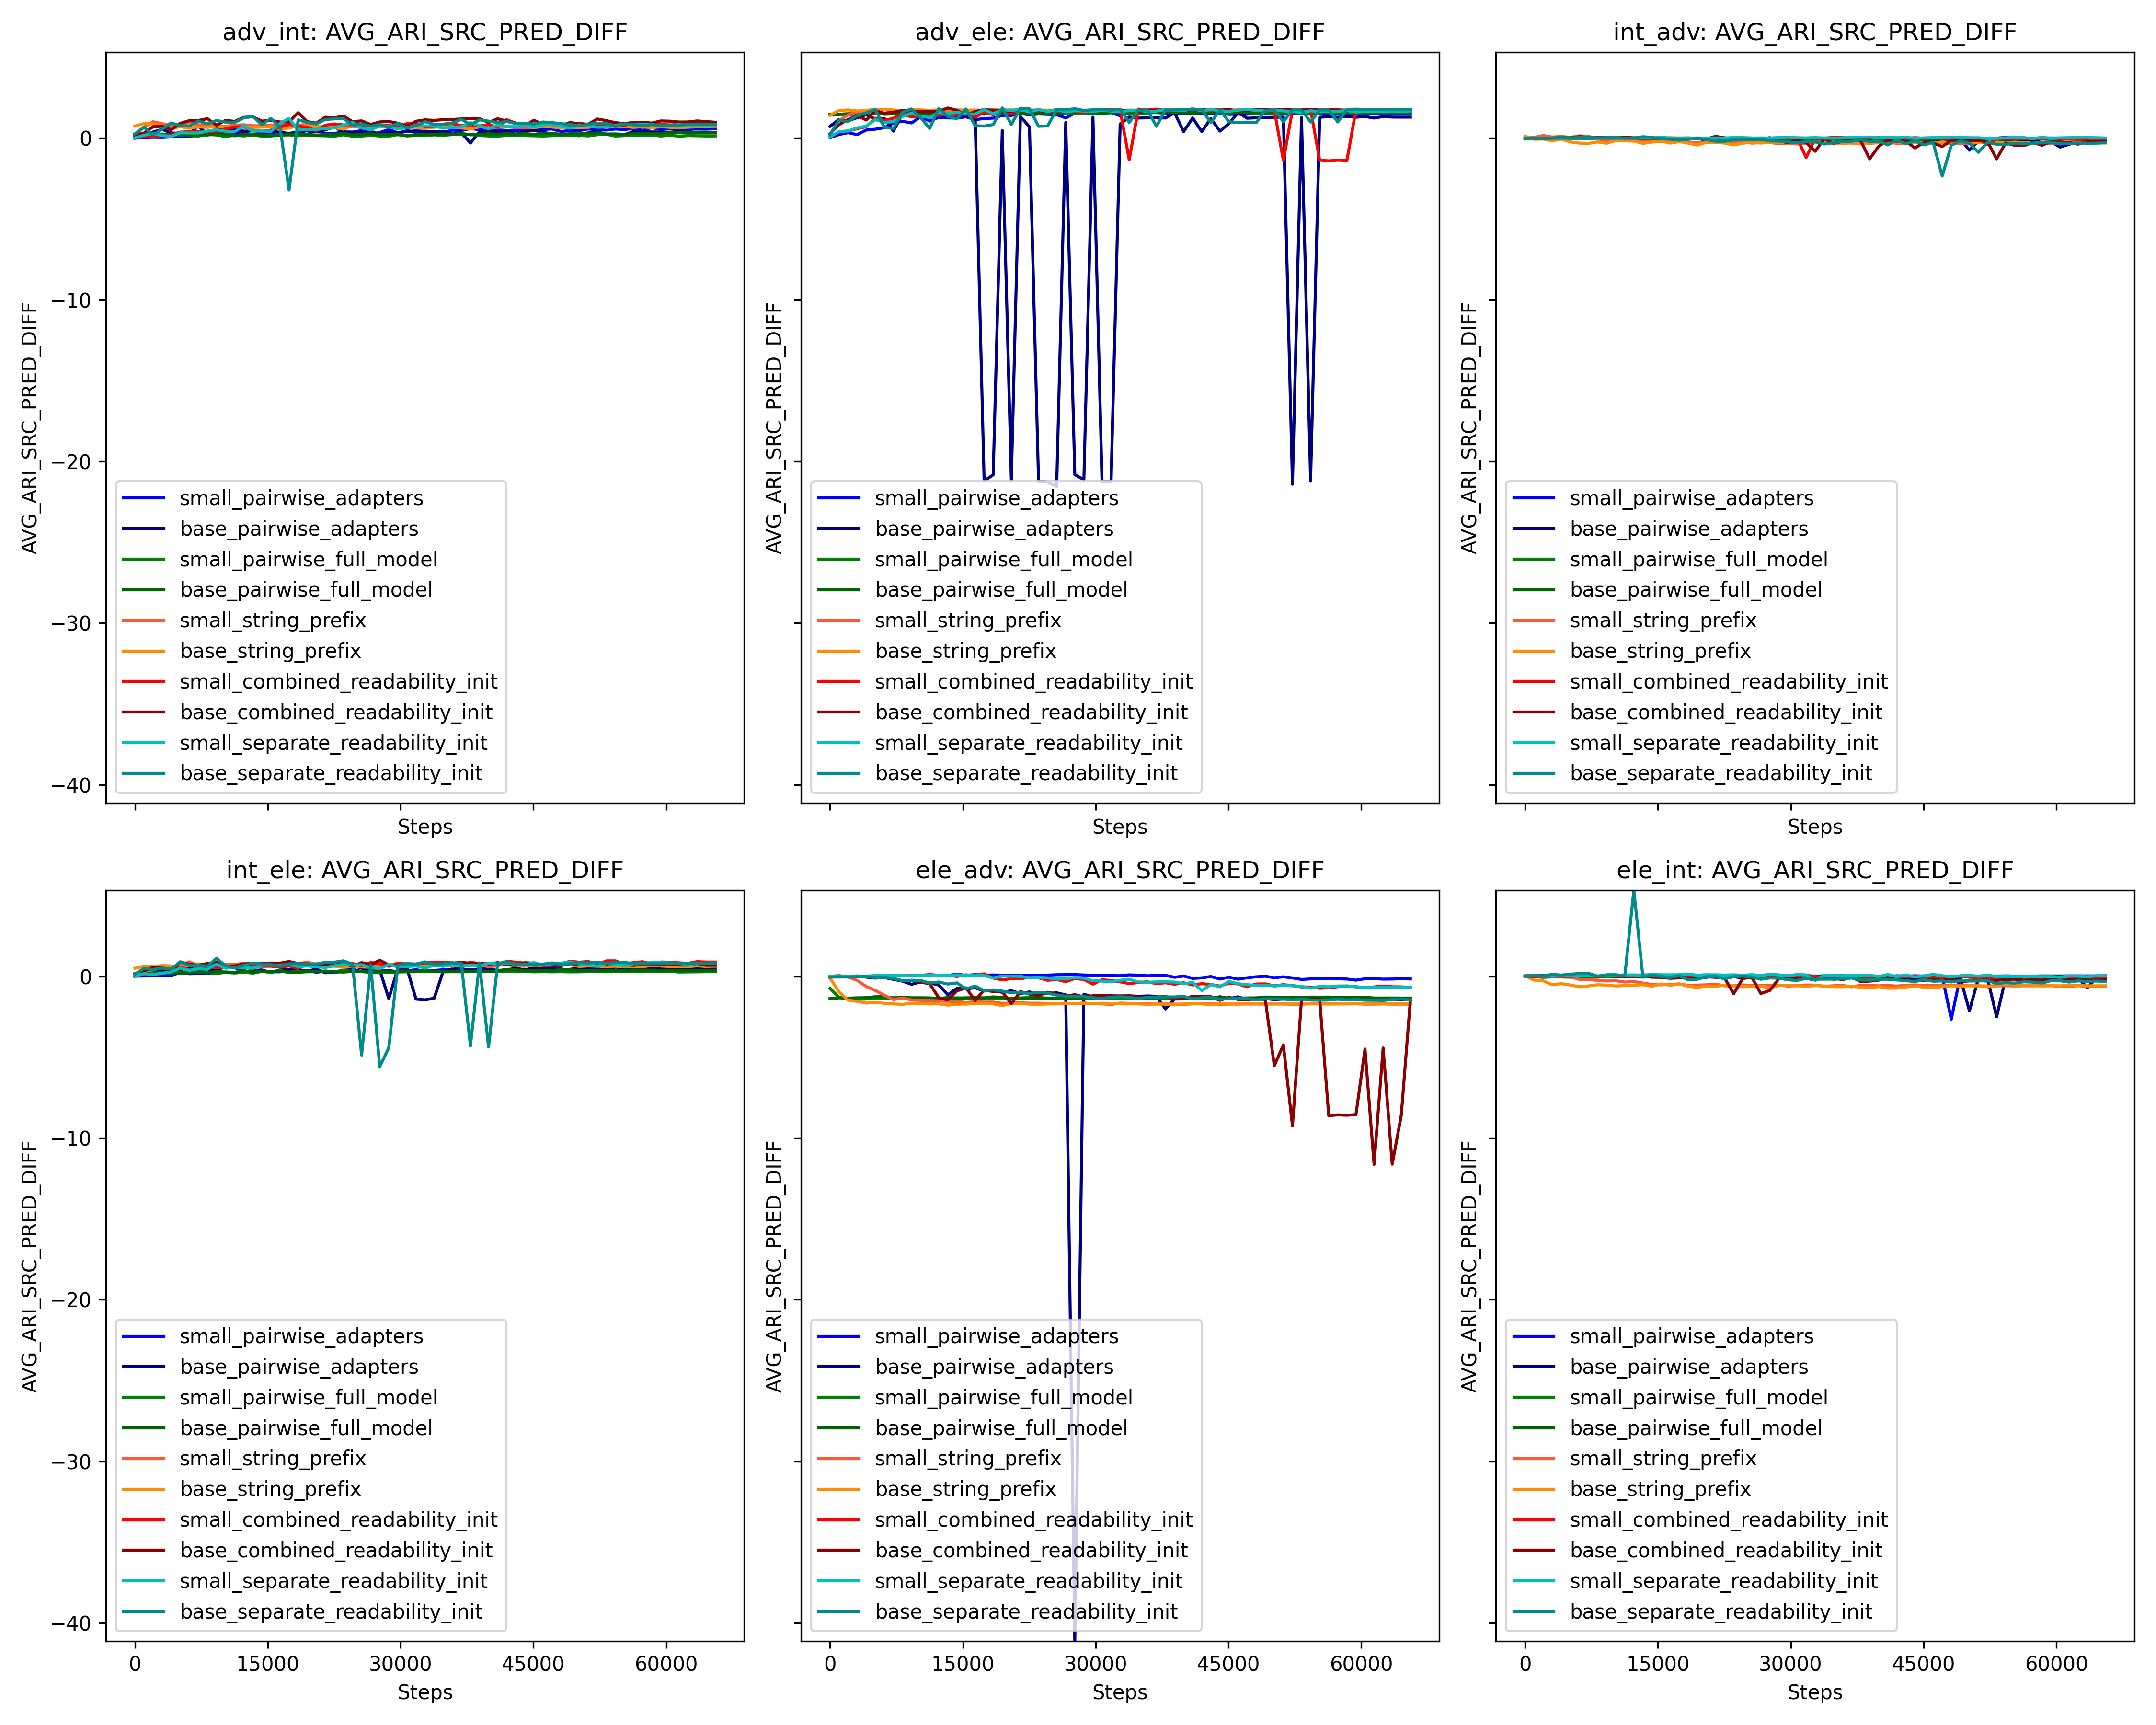 adv_int: AVG_ARI_SRC_PRED_DIFF
AVG_ARI_SRC_PRED_DIFF
0
−10
−20
−30
−40
small_pairwise_adapters
base_pairwise_adapters
small_pairwise_full_model
base_pairwise_full_model
small_string_prefix
base_string_prefix
small_combined_readability_init
base_combined_readability_init
small_separate_readability_init
base_separate_readability_init
Steps
adv_ele: AVG_ARI_SRC_PRED_DIFF
AVG_ARI_SRC_PRED_DIFF
small_pairwise_adapters
base_pairwise_adapters
small_pairwise_full_model
base_pairwise_full_model
small_string_prefix
base_string_prefix
small_combined_readability_init
base_combined_readability_init
small_separate_readability_init
base_separate_readability_init
Steps
int_adv: AVG_ARI_SRC_PRED_DIFF
AVG_ARI_SRC_PRED_DIFF
small_pairwise_adapters
base_pairwise_adapters
small_pairwise_full_model
base_pairwise_full_model
small_string_prefix
base_string_prefix
small_combined_readability_init
base_combined_readability_init
small_separate_readability_init
base_separate_readability_init
Steps
int_ele: AVG_ARI_SRC_PRED_DIFF
AVG_ARI_SRC_PRED_DIFF
0
−10
−20
−30
−40
small_pairwise_adapters
base_pairwise_adapters
small_pairwise_full_model
base_pairwise_full_model
small_string_prefix
base_string_prefix
small_combined_readability_init
base_combined_readability_init
small_separate_readability_init
base_separate_readability_init
0 15000 30000 45000 60000
Steps
ele_adv: AVG_ARI_SRC_PRED_DIFF
AVG_ARI_SRC_PRED_DIFF
small_pairwise_adapters
base_pairwise_adapters
small_pairwise_full_model
base_pairwise_full_model
small_string_prefix
base_string_prefix
small_combined_readability_init
base_combined_readability_init
small_separate_readability_init
base_separate_readability_init
0 15000 30000 45000 60000
Steps
ele_int: AVG_ARI_SRC_PRED_DIFF
AVG_ARI_SRC_PRED_DIFF
small_pairwise_adapters
base_pairwise_adapters
small_pairwise_full_model
base_pairwise_full_model
small_string_prefix
base_string_prefix
small_combined_readability_init
base_combined_readability_init
small_separate_readability_init
base_separate_readability_init
0 15000 30000 45000 60000
Steps